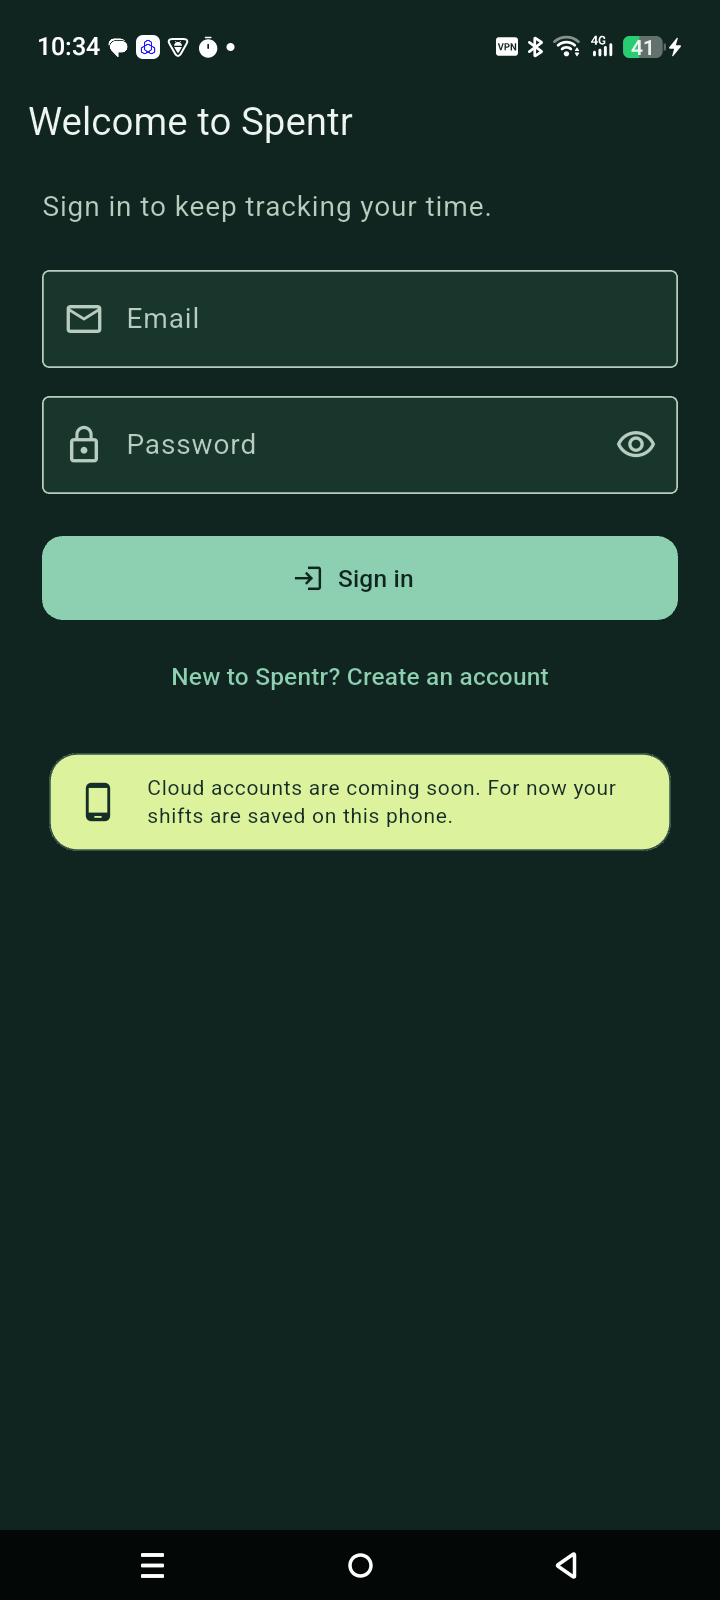 10:34
VPN 4G 41
Welcome to Spentr
Sign in to keep tracking your time.
Email
Password
Sign in
New to Spentr? Create an account
Cloud accounts are coming soon. For now your
shifts are saved on this phone.